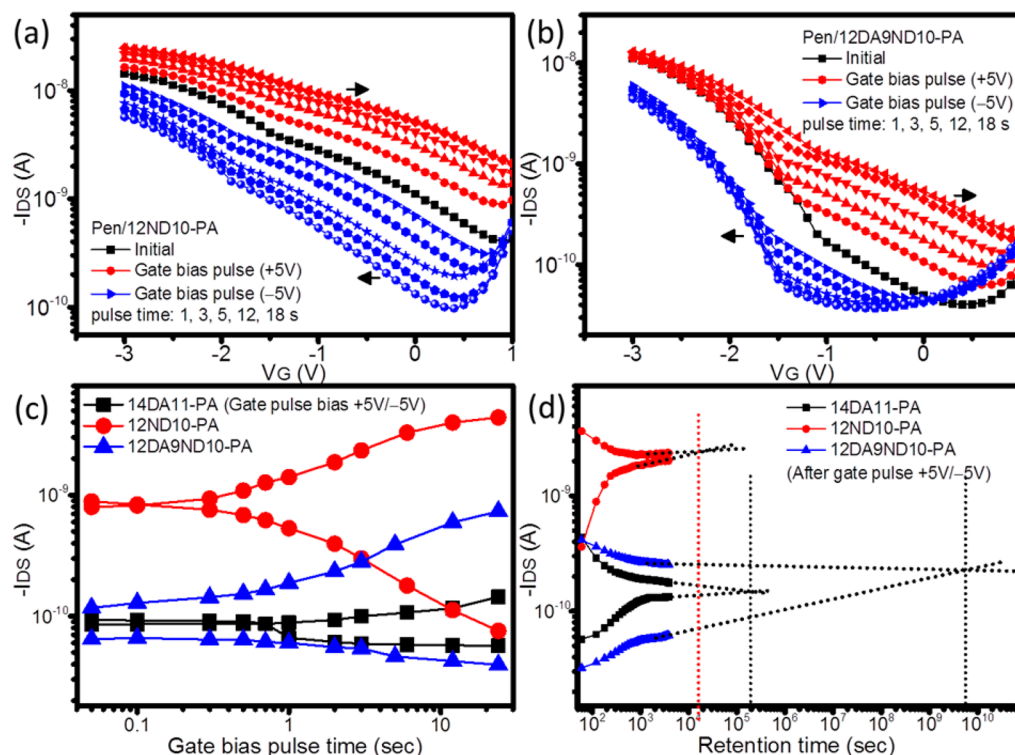 (a)
-IDS (A)
10⁻⁸
10⁻⁹
10⁻¹⁰
Pen/12ND10-PA
Initial
Gate bias pulse (+5V)
Gate bias pulse (−5V)
pulse time: 1, 3, 5, 12, 18 s
-3 -2 -1 0 1
VG (V)
(b)
-IDS (A)
10⁻⁸
10⁻⁹
10⁻¹⁰
Pen/12DA9ND10-PA
Initial
Gate bias pulse (+5V)
Gate bias pulse (−5V)
pulse time: 1, 3, 5, 12, 18 s
-3 -2 -1 0 1
VG (V)
(c)
-IDS (A)
10⁻⁹
10⁻¹⁰
14DA11-PA (Gate pulse bias +5V/−5V)
12ND10-PA
12DA9ND10-PA
0.1 1 10
Gate bias pulse time (sec)
(d)
-IDS (A)
10⁻⁹
10⁻¹⁰
14DA11-PA
12ND10-PA
12DA9ND10-PA
(After gate pulse +5V/−5V)
10² 10³ 10⁴ 10⁵ 10⁶ 10⁷ 10⁸ 10⁹ 10¹⁰
Retention time (sec)